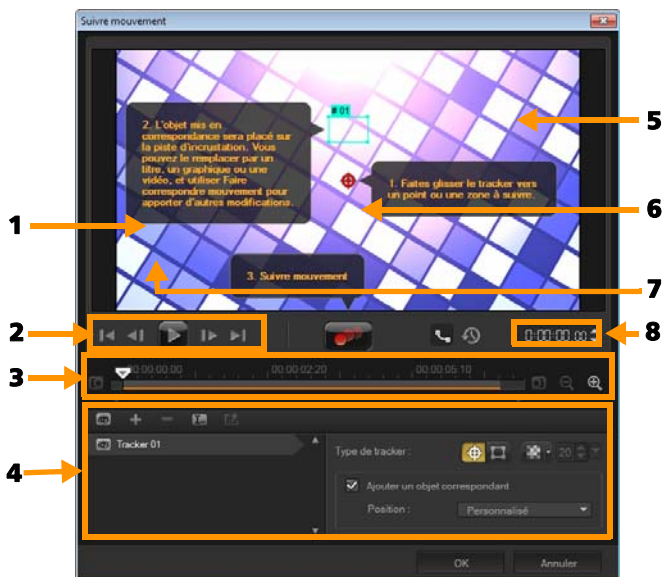 Suivre mouvement
# 01
2. L'objet mis en
correspondance sera placé sur
la piste d'incrustation. Vous
pouvez le remplacer par un
titre, un graphique ou une
vidéo, et utiliser Faire
correspondre mouvement pour
apporter d'autres modifications.
1. Faites glisser le tracker vers
un point ou une zone à suivre.
3. Suivre mouvement
5
6
1
7
2
8
0:00:00.00
3
00:00:00:00
00:00:02:20
00:00:05:10
4
Tracker 01
Type de tracker :
20
Ajouter un objet correspondant
Position :
Personnalisé
OK
Annuler